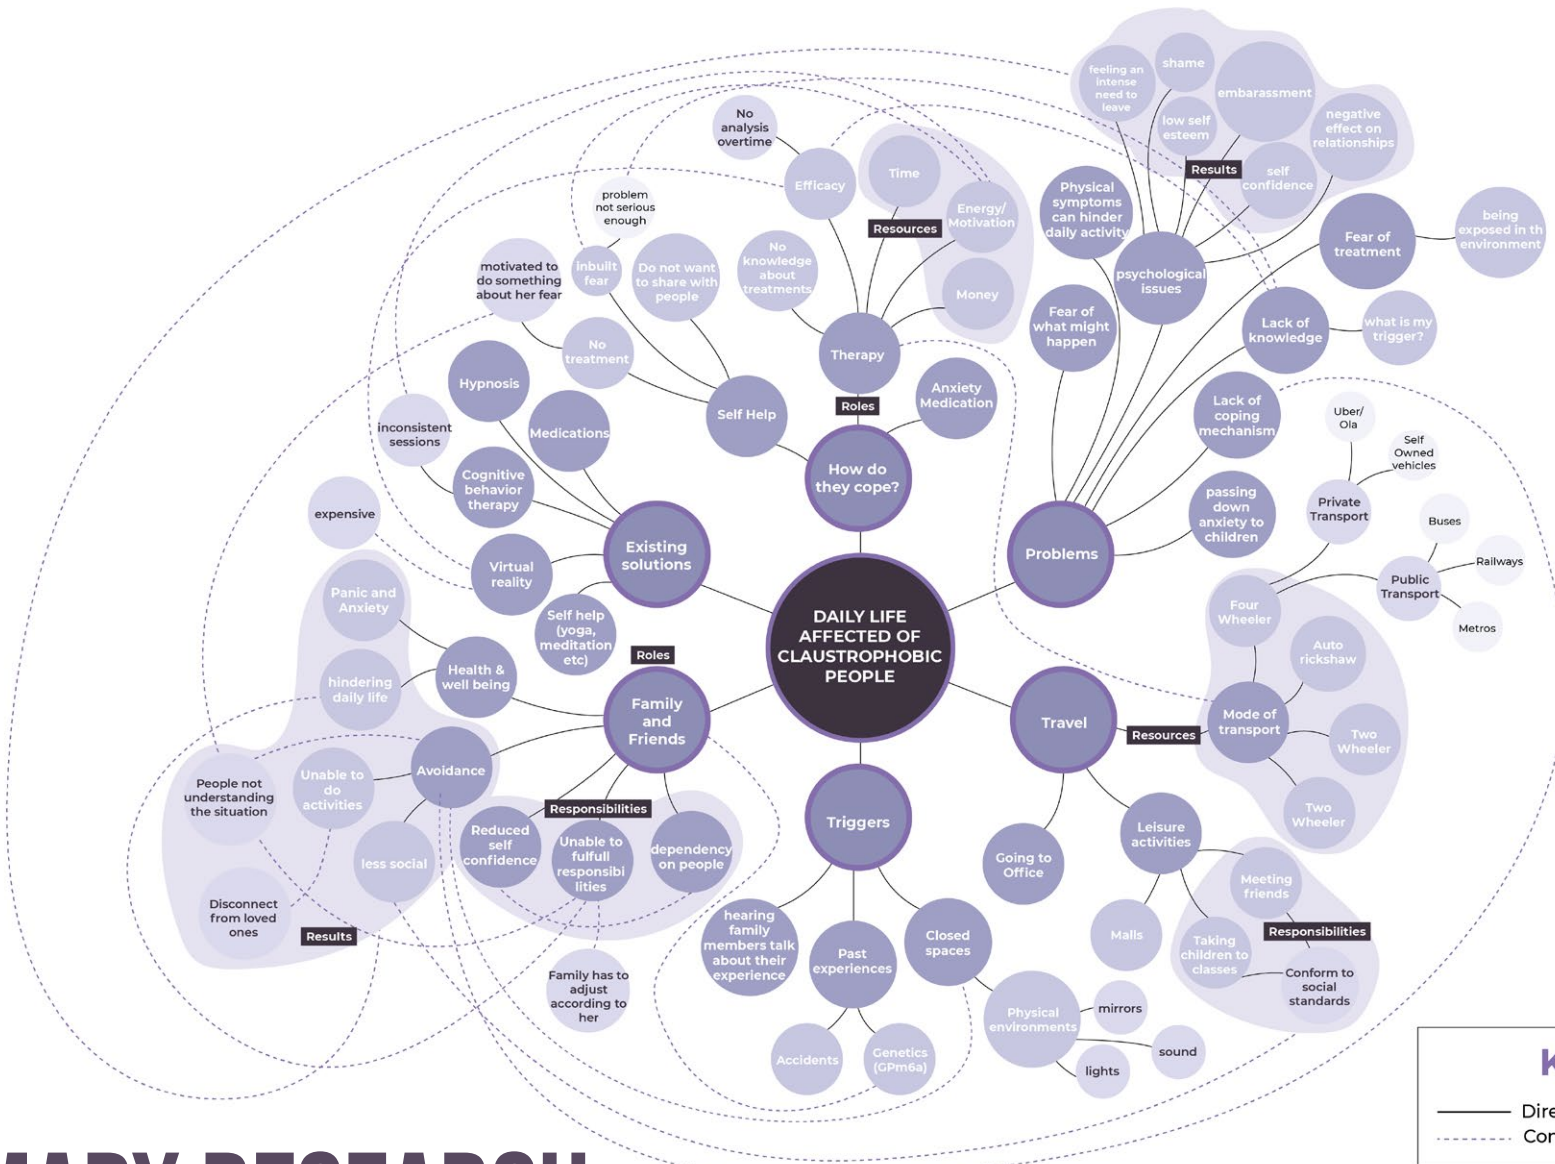 feeling an
intense
need to
leave
shame
embarassment
low self
esteem
negative
effect on
relationships
Results
self
confidence
No
analysis
overtime
Efficacy
Time
Energy/
Motivation
Resources
Money
problem
not serious
enough
inbuilt
fear
Do not want
to share with
people
No
knowledge
about
treatments
motivated to
do something
about her fear
No
treatment
Therapy
Self Help
Roles
Anxiety
Medication
How do
they cope?
Physical
symptoms
can hinder
daily activity
psychological
issues
Fear of
treatment
being
exposed in th
environment
Fear of
what might
happen
Lack of
knowledge
what is my
trigger?
Lack of
coping
mechanism
passing
down
anxiety to
children
Problems
Hypnosis
Medications
inconsistent
sessions
Cognitive
behavior
therapy
expensive
Virtual
reality
Existing
solutions
Self help
(yoga,
meditation
etc)
DAILY LIFE
AFFECTED OF
CLAUSTROPHOBIC
PEOPLE
Uber/
Ola
Self
Owned
vehicles
Private
Transport
Buses
Railways
Public
Transport
Metros
Four
Wheeler
Auto
rickshaw
Mode of
transport
Two
Wheeler
Two
Wheeler
Resources
Travel
Panic and
Anxiety
hindering
daily life
Health &
well being
Roles
Family
and
Friends
People not
understanding
the situation
Unable to
do
activities
Avoidance
less social
Disconnect
from loved
ones
Results
Responsibilities
Reduced
self
confidence
Unable to
fulfull
responsibi
lities
dependency
on people
Family has to
adjust
according to
her
Triggers
hearing
family
members talk
about their
experience
Past
experiences
Closed
spaces
Accidents
Genetics
(GPm6a)
Physical
environments
mirrors
sound
lights
Going to
Office
Leisure
activities
Malls
Meeting
friends
Responsibilities
Taking
children to
classes
Conform to
social
standards
K
Dire
Con
MARY RESEARCH